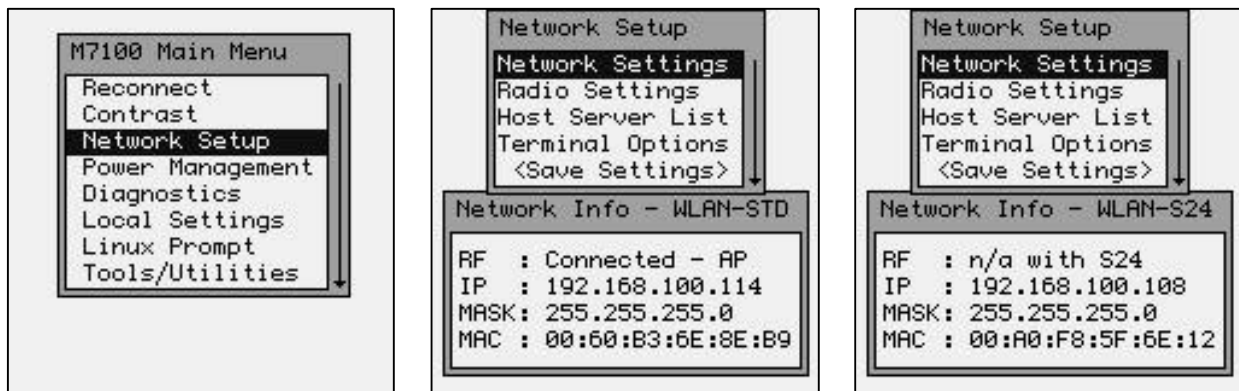 M7100 Main Menu
Reconnect
Contrast
Network Setup
Power Management
Diagnostics
Local Settings
Linux Prompt
Tools/Utilities
Network Setup
Network Settings
Radio Settings
Host Server List
Terminal Options
<Save Settings>
Network Info - WLAN-STD
RF : Connected - AP
IP : 192.168.100.114
MASK: 255.255.255.0
MAC : 00:60:B3:6E:8E:B9
Network Setup
Network Settings
Radio Settings
Host Server List
Terminal Options
<Save Settings>
Network Info - WLAN-S24
RF : n/a with S24
IP : 192.168.100.108
MASK: 255.255.255.0
MAC : 00:A0:F8:5F:6E:12